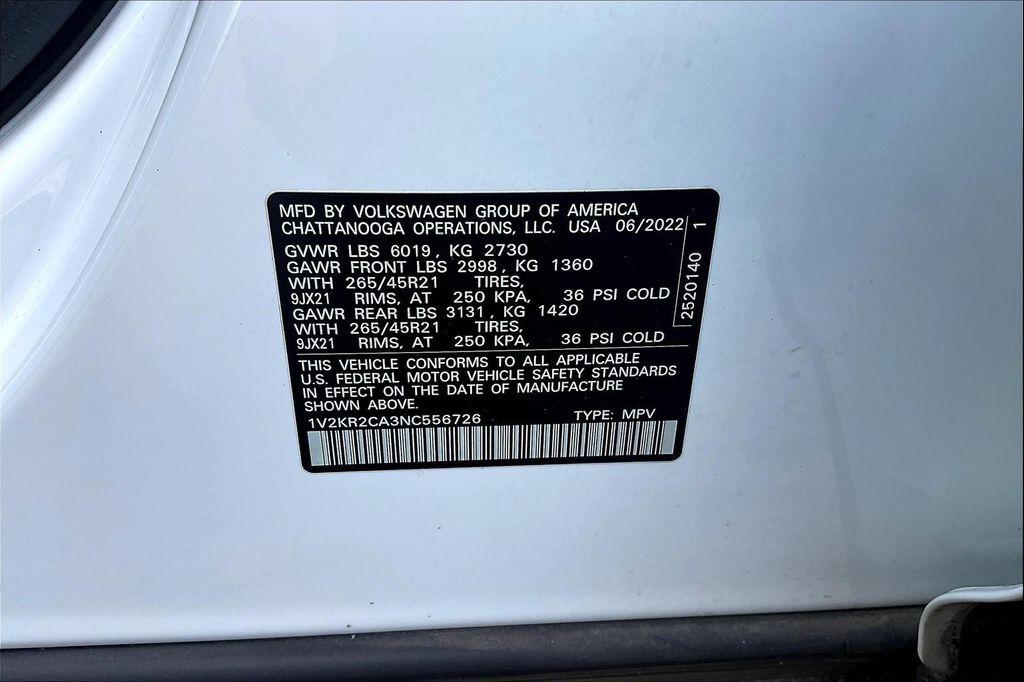 MFD BY VOLKSWAGEN GROUP OF AMERICA
CHATTANOOGA OPERATIONS, LLC. USA 06/2022
GVWR LBS 6019, KG 2730
GAWR FRONT LBS 2998, KG 1360
WITH 265/45R21 TIRES,
9JX21 RIMS, AT 250 KPA, 36 PSI COLD
GAWR REAR LBS 3131, KG 1420
WITH 265/45R21 TIRES,
9JX21 RIMS, AT 250 KPA, 36 PSI COLD
THIS VEHICLE CONFORMS TO ALL APPLICABLE
U.S. FEDERAL MOTOR VEHICLE SAFETY STANDARDS
IN EFFECT ON THE DATE OF MANUFACTURE
SHOWN ABOVE.
1V2KR2CA3NC556726 TYPE: MPV
2520140 1